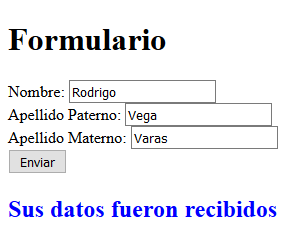 Formulario
Nombre: Rodrigo
Apellido Paterno: Vega
Apellido Materno: Varas
Enviar
Sus datos fueron recibidos